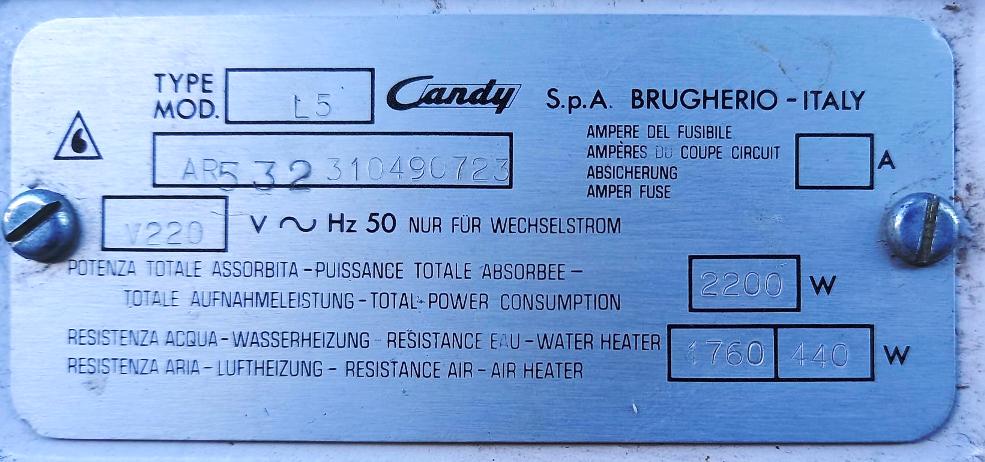 TYPE
MOD. L5 Candy S.p.A. BRUGHERIO - ITALY
AR532 310490723
AMPERE DEL FUSIBILE
AMPÈRES DU COUPE CIRCUIT
ABSICHERUNG
AMPER FUSE
A
V220 V ~ Hz 50 NUR FÜR WECHSELSTROM
POTENZA TOTALE ASSORBITA - PUISSANCE TOTALE ABSORBEE -
TOTALE AUFNAHMELEISTUNG - TOTAL POWER CONSUMPTION 2200 W
RESISTENZA ACQUA - WASSERHEIZUNG - RESISTANCE EAU - WATER HEATER 1760 440 W
RESISTENZA ARIA - LUFTHEIZUNG - RESISTANCE AIR - AIR HEATER